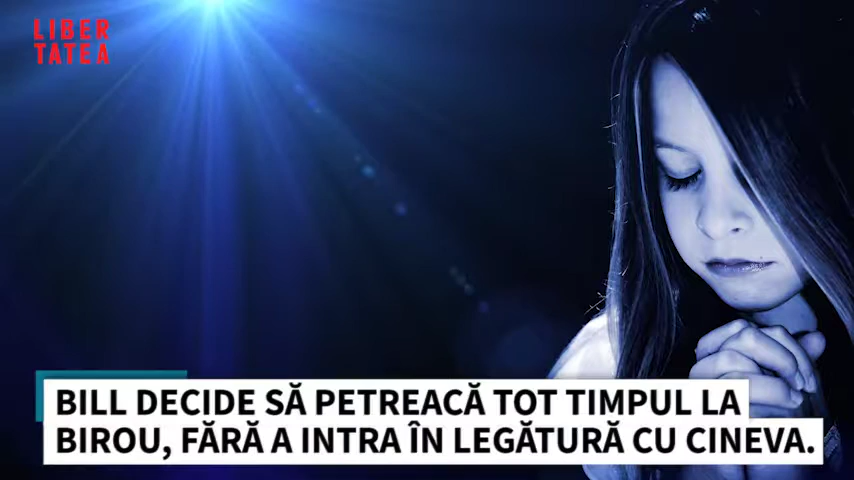 LIBER
TATEA
BILL DECIDE SĂ PETREACĂ TOT TIMPUL LA
BIROU, FĂRĂ A INTRA ÎN LEGĂTURĂ CU CINEVA.